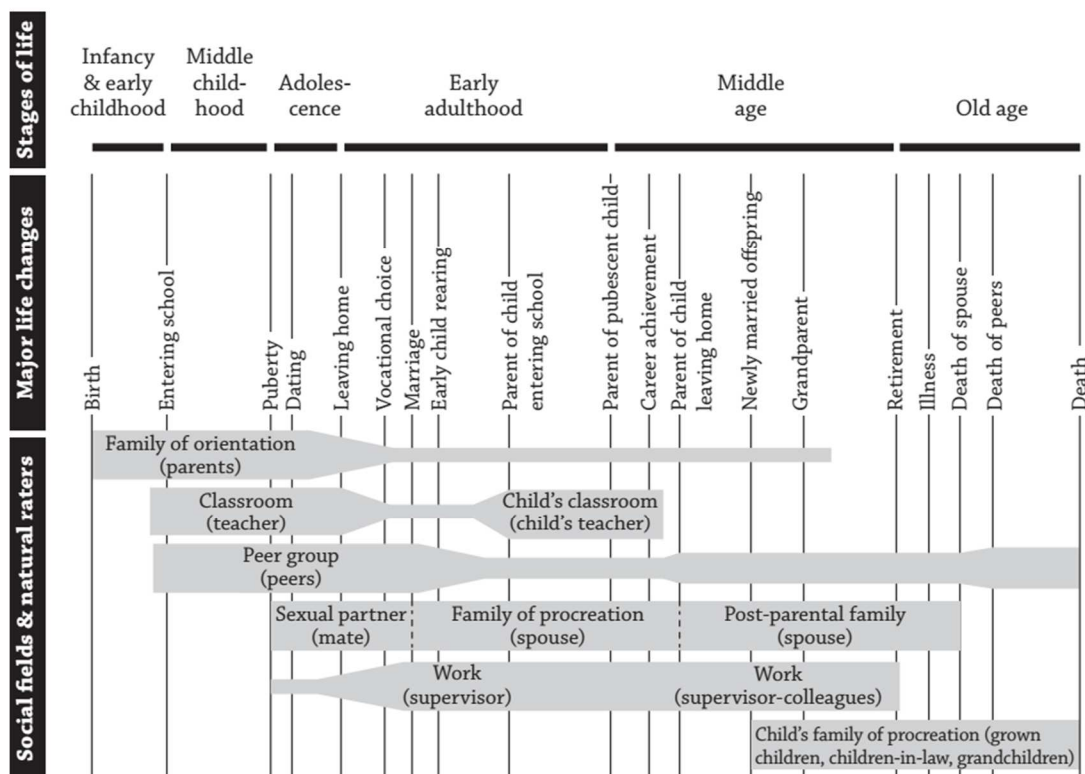 Stages of life
Infancy
& early
childhood
Middle
child-
hood
Adoles-
cence
Early
adulthood
Middle
age
Old age
Major life changes
Birth
Entering school
Puberty
Dating
Leaving home
Vocational choice
Marriage
Early child rearing
Parent of child
entering school
Parent of pubescent child
Career achievement
Parent of child
leaving home
Newly married offspring
Grandparent
Retirement
Illness
Death of spouse
Death of peers
Death
Social fields & natural raters
Family of orientation
(parents)
Classroom
(teacher)
Child's classroom
(child's teacher)
Peer group
(peers)
Sexual partner
(mate)
Family of procreation
(spouse)
Post-parental family
(spouse)
Work
(supervisor)
Work
(supervisor-colleagues)
Child's family of procreation (grown
children, children-in-law, grandchildren)